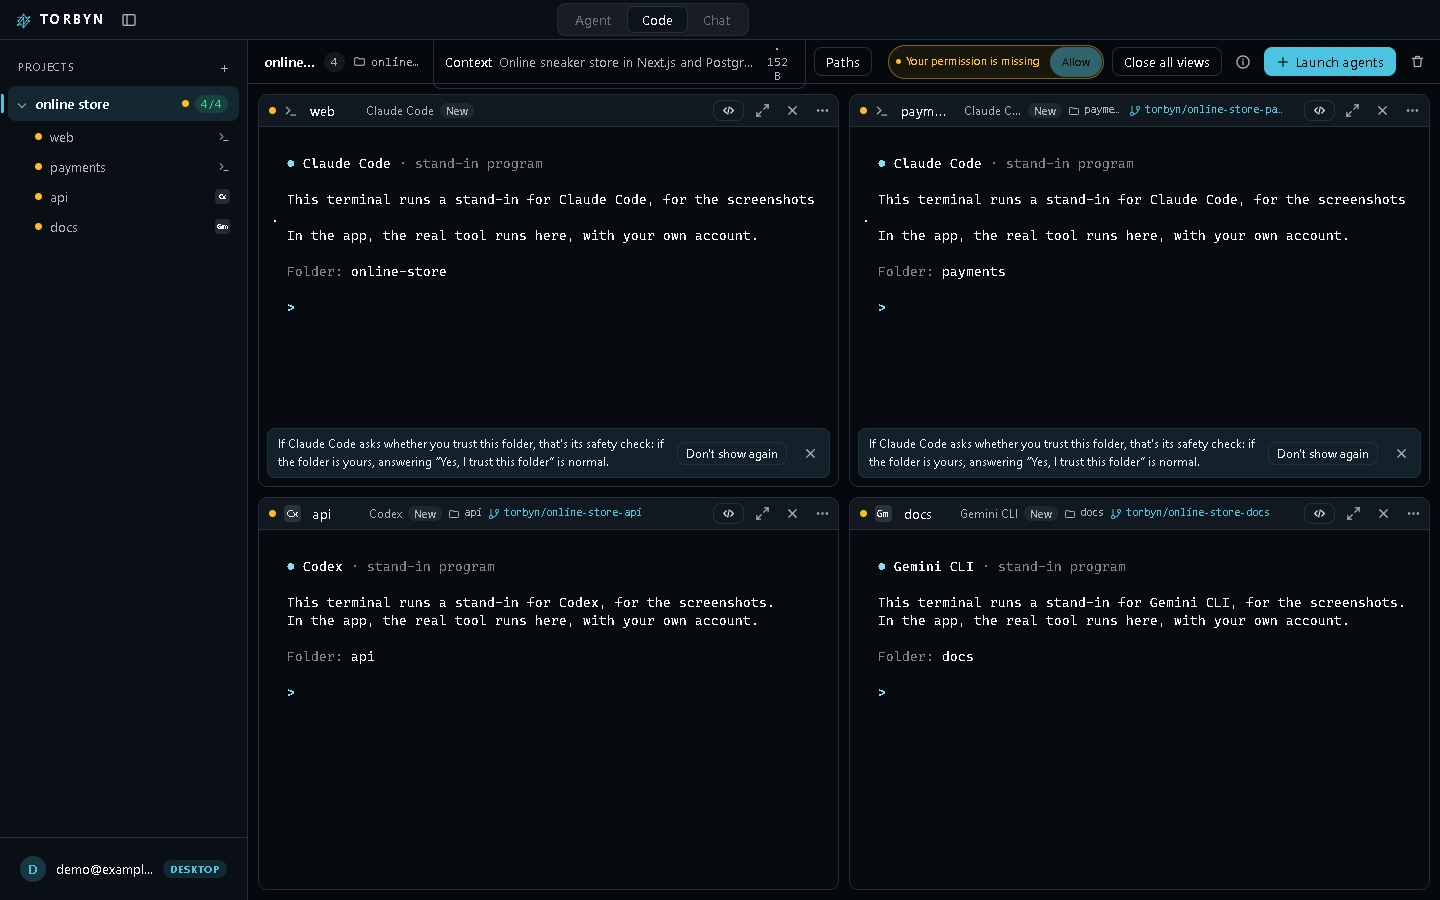 TORBYN
Agent
Code
Chat
PROJECTS
+
online store
4/4
web
payments
api
Cx
docs
Gm
demo@exampl...
D
DESKTOP
online...
4
online...
Context
Online sneaker store in Next.js and Postgr...
· 152 B
Paths
Your permission is missing
Allow
Close all views
+ Launch agents
web
Claude Code
New
Claude Code · stand-in program
This terminal runs a stand-in for Claude Code, for the screenshots
.
In the app, the real tool runs here, with your own account.
Folder: online-store
>
If Claude Code asks whether you trust this folder, that's its safety check: if
the folder is yours, answering "Yes, I trust this folder" is normal.
Don't show again
paym...
Claude C...
New
payme...
torbyn/online-store-pa...
Claude Code · stand-in program
This terminal runs a stand-in for Claude Code, for the screenshots
.
In the app, the real tool runs here, with your own account.
Folder: payments
>
If Claude Code asks whether you trust this folder, that's its safety check: if
the folder is yours, answering "Yes, I trust this folder" is normal.
Don't show again
Cx
api
Codex
New
api
torbyn/online-store-api
Codex · stand-in program
This terminal runs a stand-in for Codex, for the screenshots.
In the app, the real tool runs here, with your own account.
Folder: api
>
Gm
docs
Gemini CLI
New
docs
torbyn/online-store-docs
Gemini CLI · stand-in program
This terminal runs a stand-in for Gemini CLI, for the screenshots.
In the app, the real tool runs here, with your own account.
Folder: docs
>